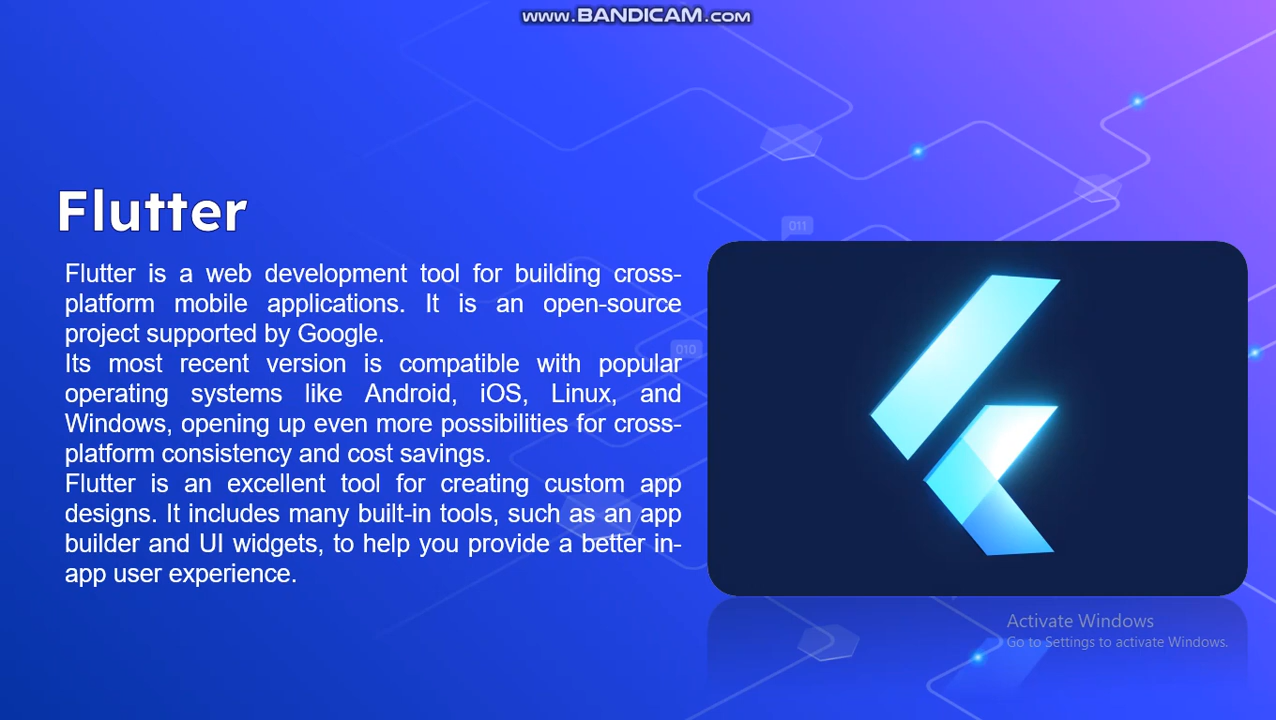 www.BANDICAM.com
Flutter
Flutter is a web development tool for building cross-
platform mobile applications. It is an open-source
project supported by Google.
Its most recent version is compatible with popular
operating systems like Android, iOS, Linux, and
Windows, opening up even more possibilities for cross-
platform consistency and cost savings.
Flutter is an excellent tool for creating custom app
designs. It includes many built-in tools, such as an app
builder and UI widgets, to help you provide a better in-
app user experience.
011
010
Activate Windows
Go to Settings to activate Windows.